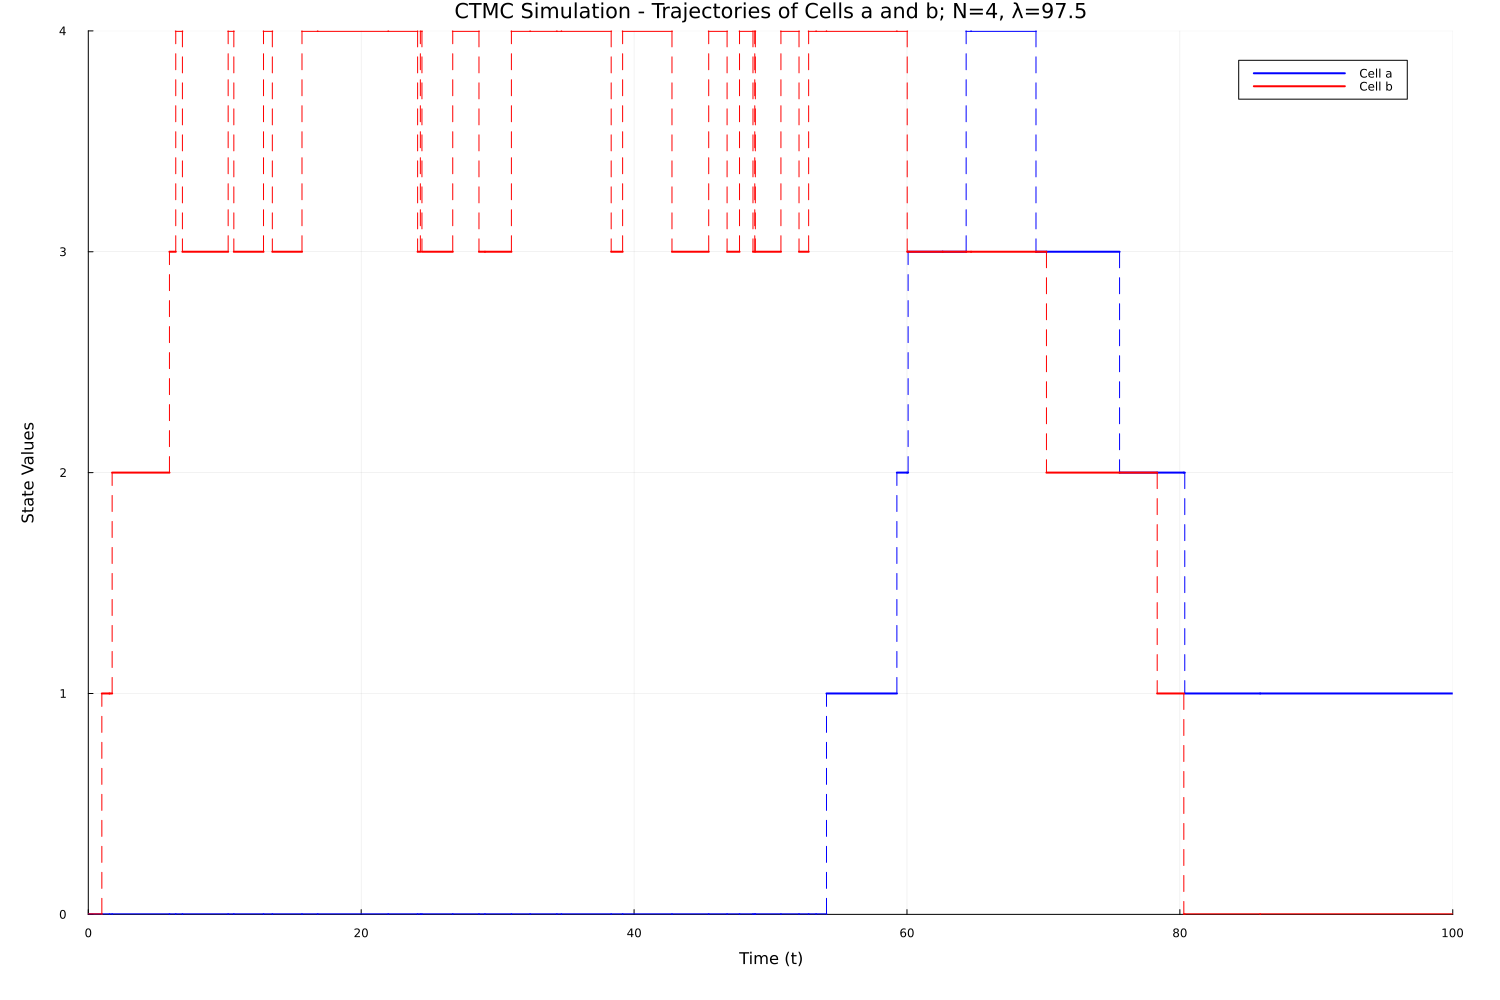 CTMC Simulation - Trajectories of Cells a and b; N=4, λ=97.5
4
3
2
1
0
State Values
Cell a
Cell b
0 20 40 60 80 100
Time (t)